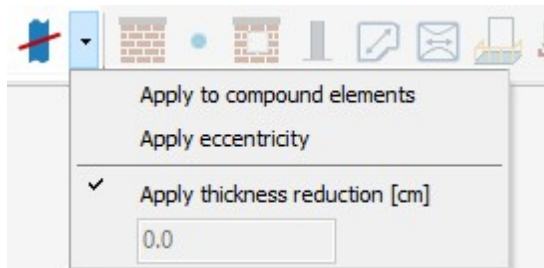 Apply to compound elements
Apply eccentricity
Apply thickness reduction [cm]
0.0